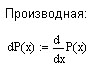 Производная:
dP(x) := d/dx P(x)